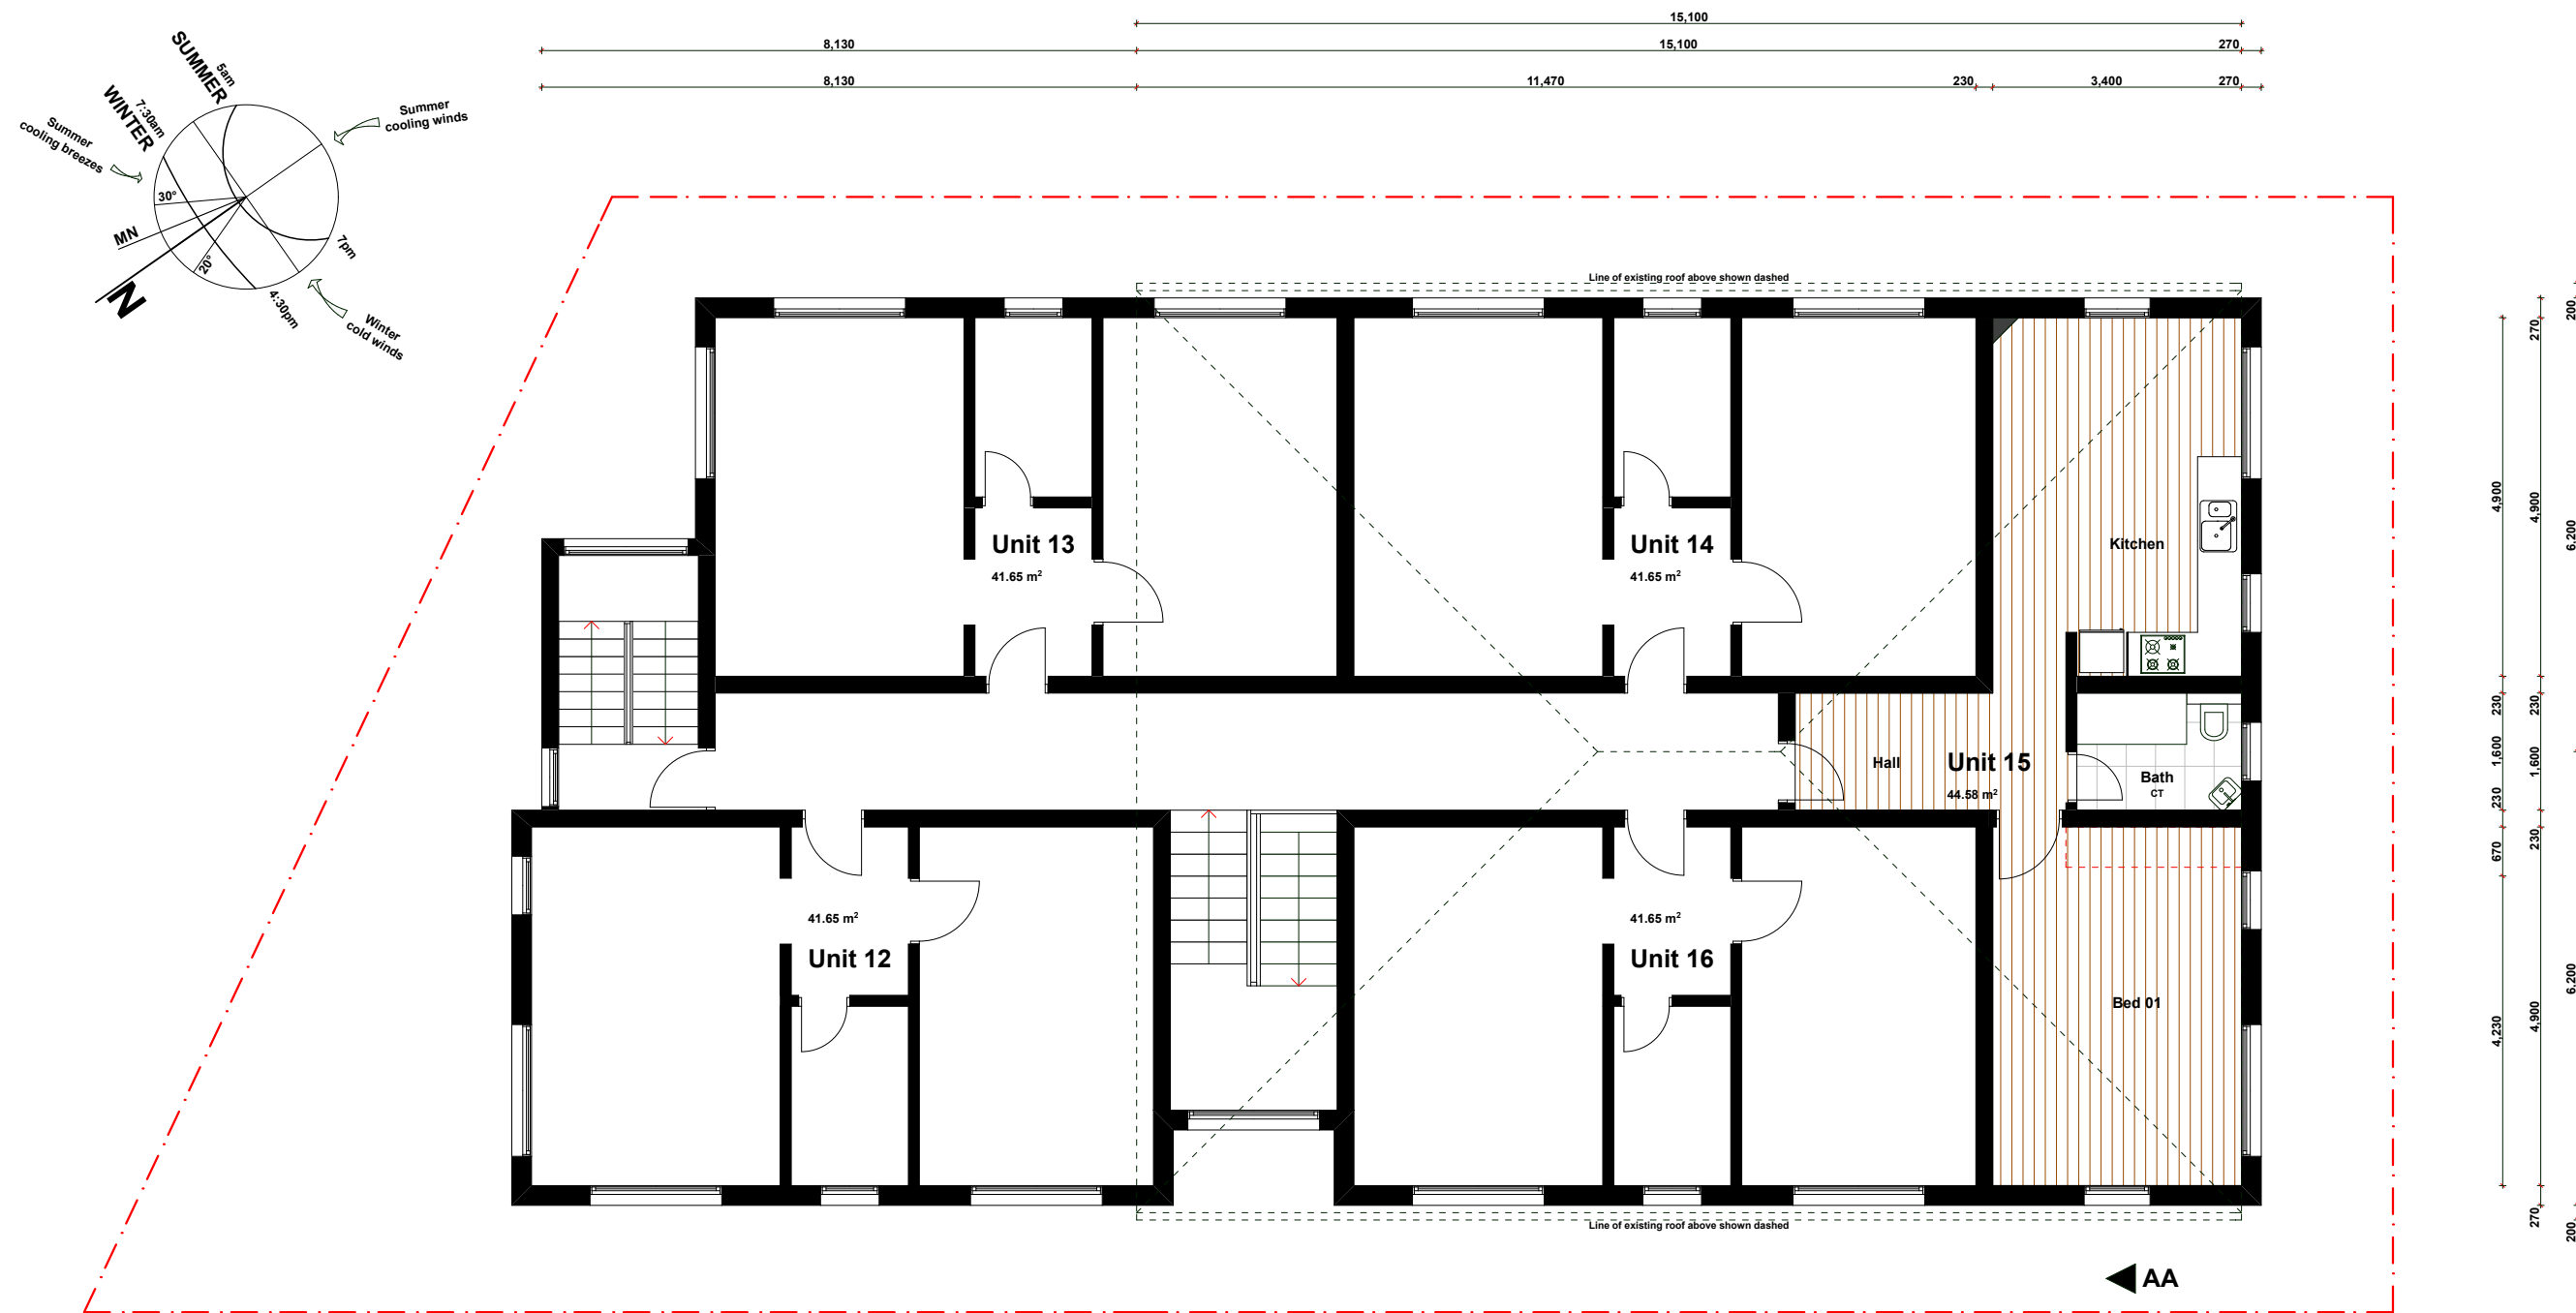 15,100
8,130
15,100
270
8,130
11,470
230
3,400
270
SUMMER
5am
WINTER
7:30am
Summer
cooling winds
Summer
cooling breezes
30°
MN
20°
N
7pm
4:30pm
Winter
cold winds
Line of existing roof above shown dashed
Unit 13
41.65 m²
Unit 14
41.65 m²
Kitchen
Hall
Unit 15
44.58 m²
Bath
CT
41.65 m²
Unit 12
41.65 m²
Unit 16
Bed 01
Line of existing roof above shown dashed
AA
4,900
230
1,600
230
670
4,230
270
4,900
230
1,600
230
4,900
270
200
6,200
6,200
200